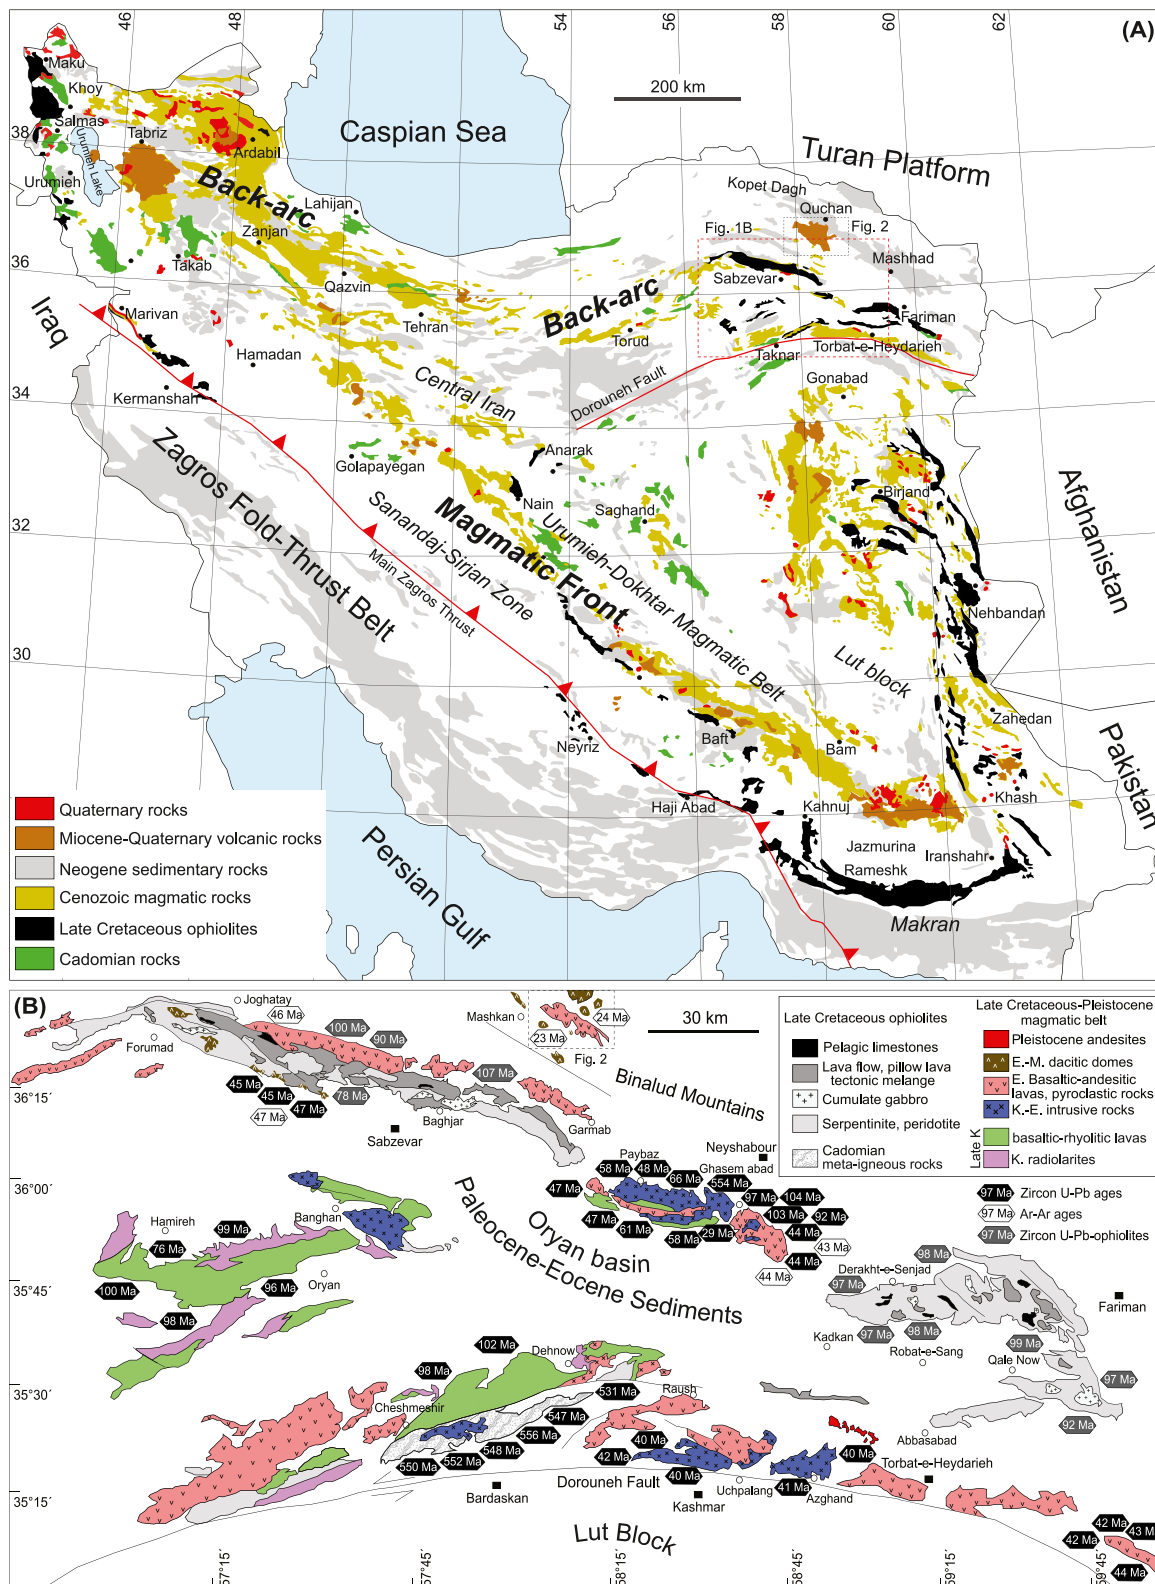 46
48
54
56
58
60
62
(A)
Maku
Khoy
Salmas
38
Tabriz
Ardabil
Urumieh Lake
Urumieh
Caspian Sea
200 km
Turan Platform
Kopet Dagh
Quchan
Fig. 1B
Fig. 2
Mashhad
Back-arc
Lahijan
Zanjan
Takab
36
Qazvin
Tehran
Back-arc
Sabzevar
Fariman
Torud
Taknar
Torbat-e-Heydarieh
Iraq
Marivan
Hamadan
Kermanshah
34
Central Iran
Dorouneh Fault
Gonabad
Golapayegan
Anarak
Nain
Saghand
Birjand
Afghanistan
Zagros Fold-Thrust Belt
Sanandaj-Sirjan Zone
Main Zagros Thrust
Magmatic Front
Urumieh-Dokhtar Magmatic Belt
32
Nehbandan
Lut block
30
Zahedan
Neyriz
Baft
Bam
Pakistan
Khash
Haji Abad
Kahnuj
Jazmurina
Iranshahr
Rameshk
Makran
Persian Gulf
Quaternary rocks
Miocene-Quaternary volcanic rocks
Neogene sedimentary rocks
Cenozoic magmatic rocks
Late Cretaceous ophiolites
Cadomian rocks
(B)
Joghatay
46 Ma
100 Ma
90 Ma
Forumad
107 Ma
Mashkan
24 Ma
23 Ma
Fig. 2
30 km
Binalud Mountains
36°15′
45 Ma
45 Ma
47 Ma
47 Ma
78 Ma
Baghjar
Sabzevar
Garmab
Late Cretaceous ophiolites
Pelagic limestones
Lava flow, pillow lava
tectonic melange
Cumulate gabbro
Serpentinite, peridotite
Cadomian
meta-igneous rocks
Late Cretaceous-Pleistocene
magmatic belt
Pleistocene andesites
E.-M. dacitic domes
E. Basaltic-andesitic
lavas, pyroclastic rocks
K.-E. intrusive rocks
Late K
basaltic-rhyolitic lavas
K. radiolarites
97 Ma Zircon U-Pb ages
97 Ma Ar-Ar ages
97 Ma Zircon U-Pb-ophiolites
36°00′
Paybaz
Neyshabour
58 Ma
48 Ma
66 Ma
Ghasem abad
554 Ma
47 Ma
97 Ma
104 Ma
103 Ma
92 Ma
47 Ma
61 Ma
58 Ma
29 Ma
44 Ma
43 Ma
44 Ma
44 Ma
Banghan
Hamireh
99 Ma
76 Ma
Oryan basin
Paleocene-Eocene Sediments
35°45′
100 Ma
96 Ma
Oryan
98 Ma
98 Ma
Derakht-e-Senjad
97 Ma
Fariman
Kadkan
97 Ma
98 Ma
Robat-e-Sang
99 Ma
Qale Now
97 Ma
92 Ma
Abbasabad
102 Ma
Dehnow
98 Ma
35°30′
Cheshmeshir
531 Ma
Raush
547 Ma
556 Ma
548 Ma
552 Ma
550 Ma
40 Ma
42 Ma
40 Ma
Dorouneh Fault
Uchpalang
41 Ma
Azghand
40 Ma
Torbat-e-Heydarieh
Bardaskan
Kashmar
35°15′
Lut Block
42 Ma
43 Ma
42 Ma
44 Ma
57°15′
57°45′
58°15′
58°45′
59°15′
59°45′